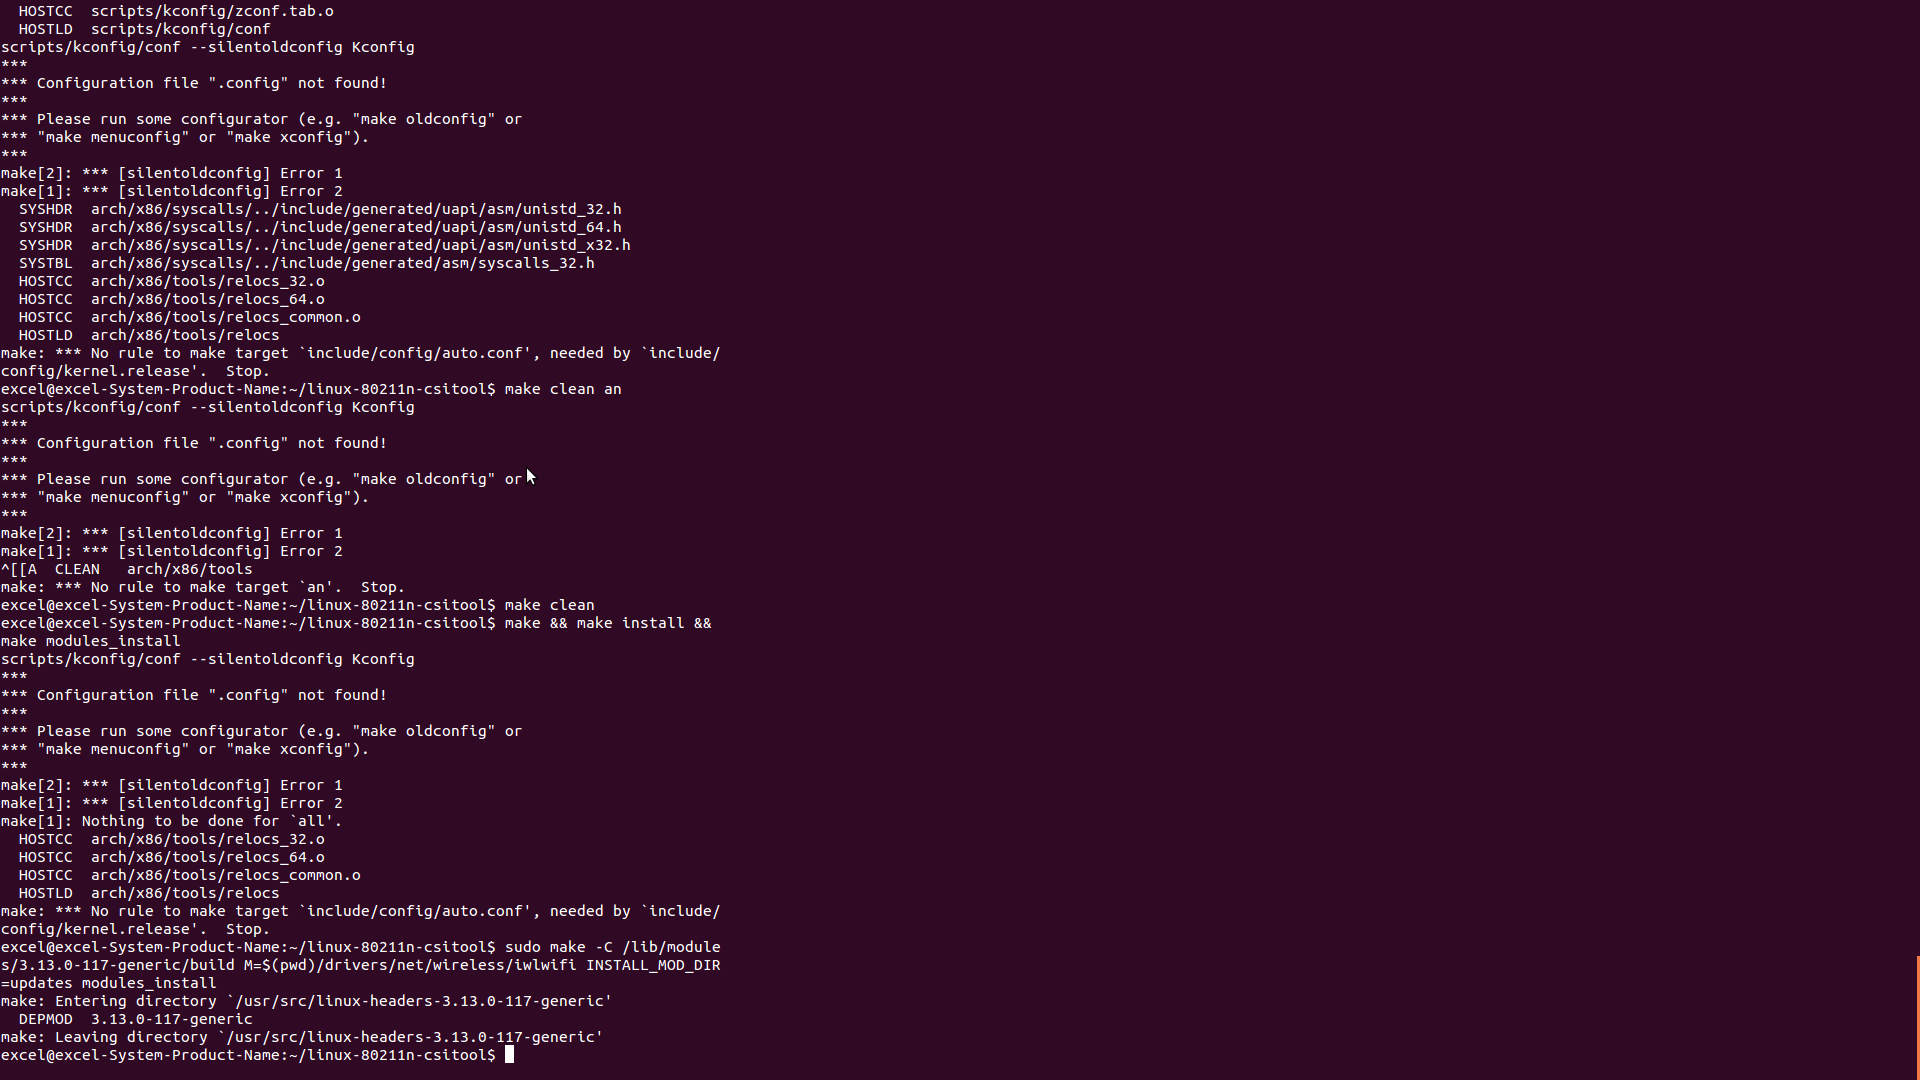 HOSTCC  scripts/kconfig/zconf.tab.o
  HOSTLD  scripts/kconfig/conf
scripts/kconfig/conf --silentoldconfig Kconfig
***
*** Configuration file ".config" not found!
***
*** Please run some configurator (e.g. "make oldconfig" or
*** "make menuconfig" or "make xconfig").
***
make[2]: *** [silentoldconfig] Error 1
make[1]: *** [silentoldconfig] Error 2
  SYSHDR  arch/x86/syscalls/../include/generated/uapi/asm/unistd_32.h
  SYSHDR  arch/x86/syscalls/../include/generated/uapi/asm/unistd_64.h
  SYSHDR  arch/x86/syscalls/../include/generated/uapi/asm/unistd_x32.h
  SYSTBL  arch/x86/syscalls/../include/generated/asm/syscalls_32.h
  HOSTCC  arch/x86/tools/relocs_32.o
  HOSTCC  arch/x86/tools/relocs_64.o
  HOSTCC  arch/x86/tools/relocs_common.o
  HOSTLD  arch/x86/tools/relocs
make: *** No rule to make target `include/config/auto.conf', needed by `include/
config/kernel.release'.  Stop.
excel@excel-System-Product-Name:~/linux-80211n-csitool$ make clean an
scripts/kconfig/conf --silentoldconfig Kconfig
***
*** Configuration file ".config" not found!
***
*** Please run some configurator (e.g. "make oldconfig" or
*** "make menuconfig" or "make xconfig").
***
make[2]: *** [silentoldconfig] Error 1
make[1]: *** [silentoldconfig] Error 2
^[[A  CLEAN   arch/x86/tools
make: *** No rule to make target `an'.  Stop.
excel@excel-System-Product-Name:~/linux-80211n-csitool$ make clean
excel@excel-System-Product-Name:~/linux-80211n-csitool$ make && make install &&
make modules_install
scripts/kconfig/conf --silentoldconfig Kconfig
***
*** Configuration file ".config" not found!
***
*** Please run some configurator (e.g. "make oldconfig" or
*** "make menuconfig" or "make xconfig").
***
make[2]: *** [silentoldconfig] Error 1
make[1]: *** [silentoldconfig] Error 2
make[1]: Nothing to be done for `all'.
  HOSTCC  arch/x86/tools/relocs_32.o
  HOSTCC  arch/x86/tools/relocs_64.o
  HOSTCC  arch/x86/tools/relocs_common.o
  HOSTLD  arch/x86/tools/relocs
make: *** No rule to make target `include/config/auto.conf', needed by `include/
config/kernel.release'.  Stop.
excel@excel-System-Product-Name:~/linux-80211n-csitool$ sudo make -C /lib/module
s/3.13.0-117-generic/build M=$(pwd)/drivers/net/wireless/iwlwifi INSTALL_MOD_DIR
=updates modules_install
make: Entering directory `/usr/src/linux-headers-3.13.0-117-generic'
  DEPMOD  3.13.0-117-generic
make: Leaving directory `/usr/src/linux-headers-3.13.0-117-generic'
excel@excel-System-Product-Name:~/linux-80211n-csitool$